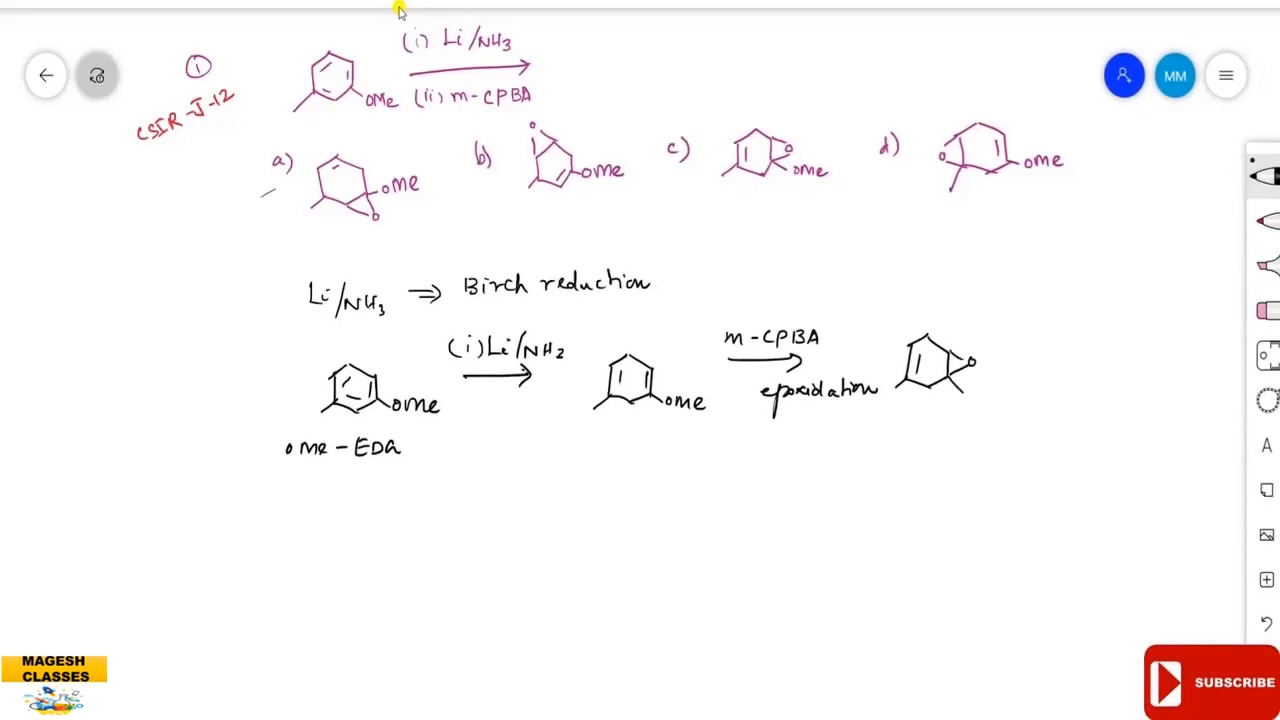 (i) Li/NH3
①
OMe
(ii) m-CPBA
CSIR-J-12
MM
a)
OMe
O
b)
O
OMe
c)
O
OMe
d)
O
OMe
Li/NH3 ⇒ Birch reduction
(i) Li/NH3
m-CPBA
OMe
OMe
epoxidation
O
OMe - EDG
A
MAGESH
CLASSES
SUBSCRIBE